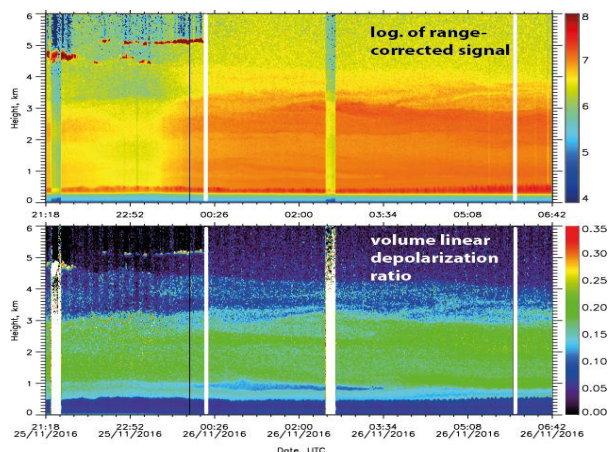 6
5
4
3
2
1
0
Height, km
log. of range-
corrected signal
8
7
6
5
4
21:18 22:52 00:26 02:00 03:34 05:08 06:42
6
5
4
3
2
1
0
Height, km
volume linear
depolarization
ratio
0.35
0.30
0.25
0.20
0.15
0.10
0.05
0.00
21:18 22:52 00:26 02:00 03:34 05:08 06:42
25/11/2016 25/11/2016 26/11/2016 26/11/2016 26/11/2016 26/11/2016 26/11/2016
Date, UTC